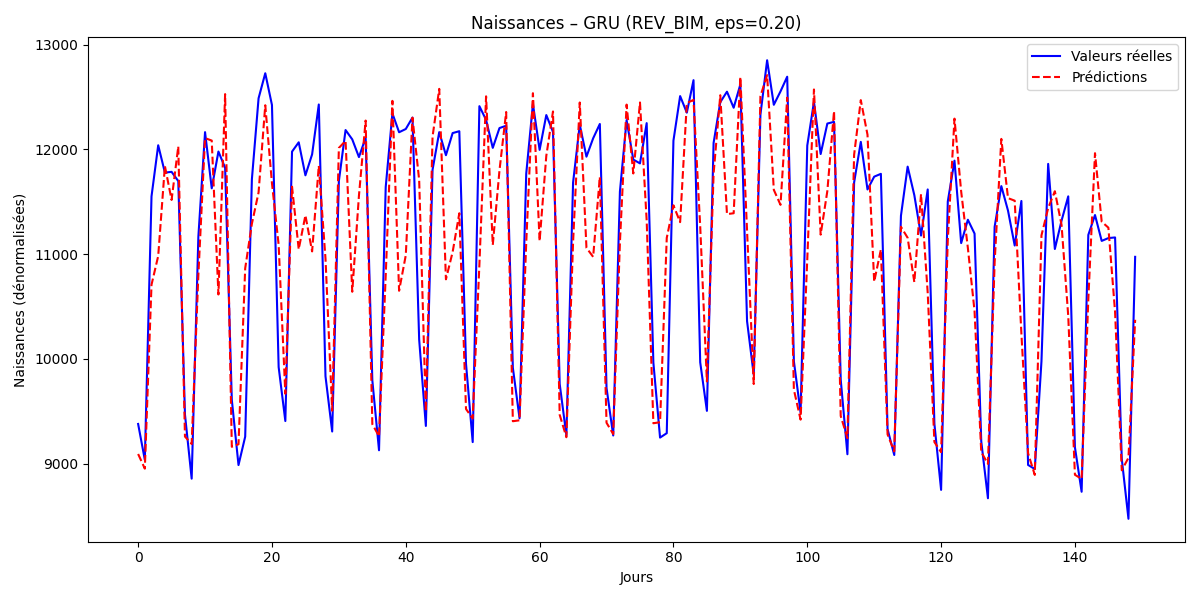 Naissances – GRU (REV_BIM, eps=0.20)
Valeurs réelles
Prédictions
Naissances (dénormalisées)
13000
12000
11000
10000
9000
0 20 40 60 80 100 120 140
Jours